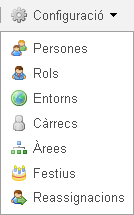 Configuració
Persones
Rols
Entorns
Càrrecs
Àrees
Festius
Reassignacions